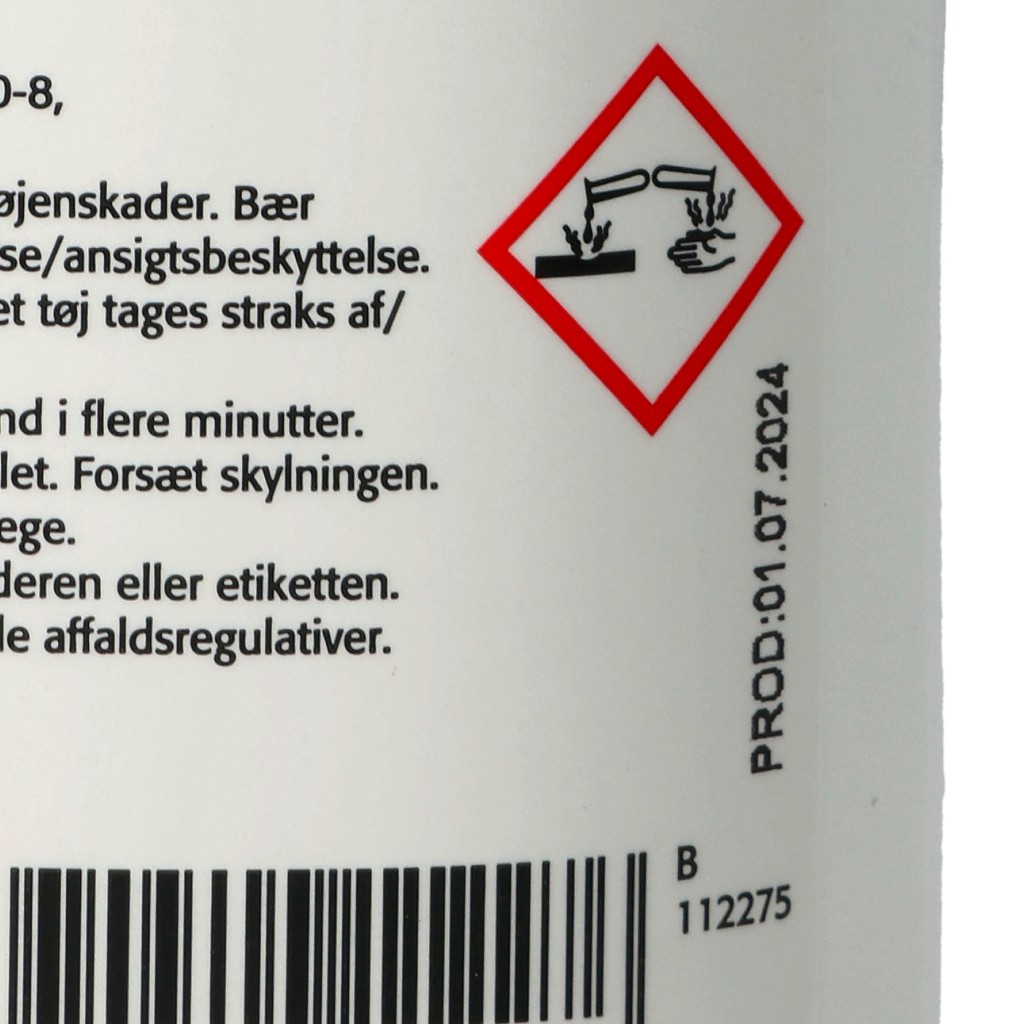 0-8,
øjenskader. Bær
se/ansigtsbeskyttelse.
et tøj tages straks af/
nd i flere minutter.
let. Forsæt skylningen.
ege.
deren eller etiketten.
le affaldsregulativer.
PROD:01.07.2024
B
112275